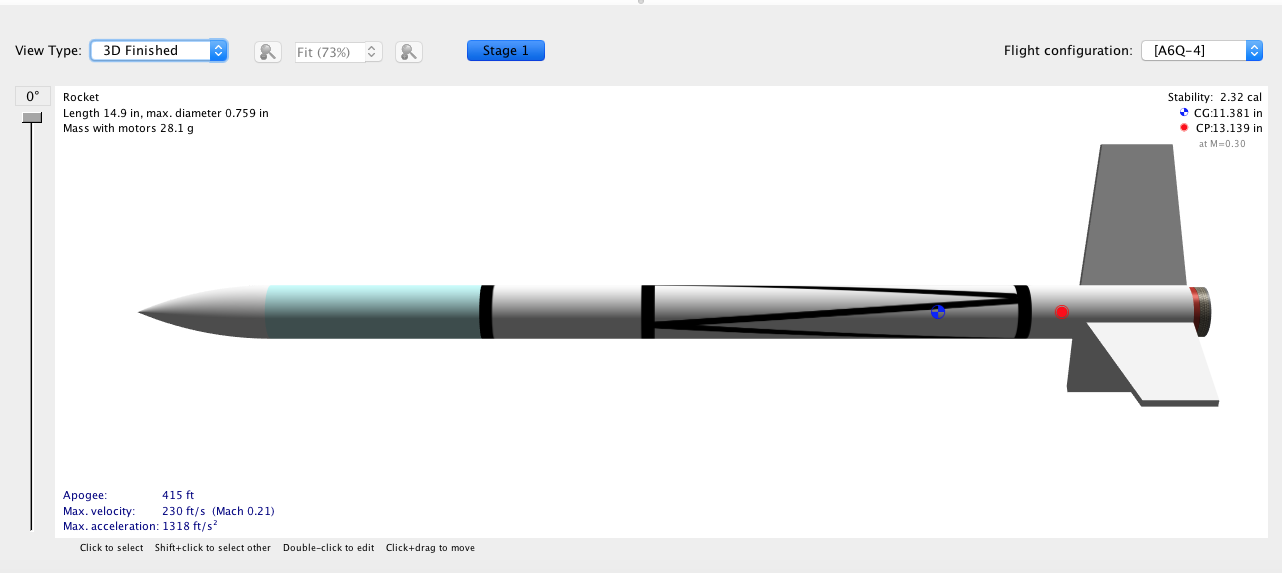 View Type: 3D Finished Fit (73%) Stage 1 Flight configuration: [A6Q-4]
0°
Rocket
Length 14.9 in, max. diameter 0.759 in
Mass with motors 28.1 g
Stability: 2.32 cal
CG:11.381 in
CP:13.139 in
at M=0.30
Apogee: 415 ft
Max. velocity: 230 ft/s (Mach 0.21)
Max. acceleration: 1318 ft/s²
Click to select Shift+click to select other Double-click to edit Click+drag to move